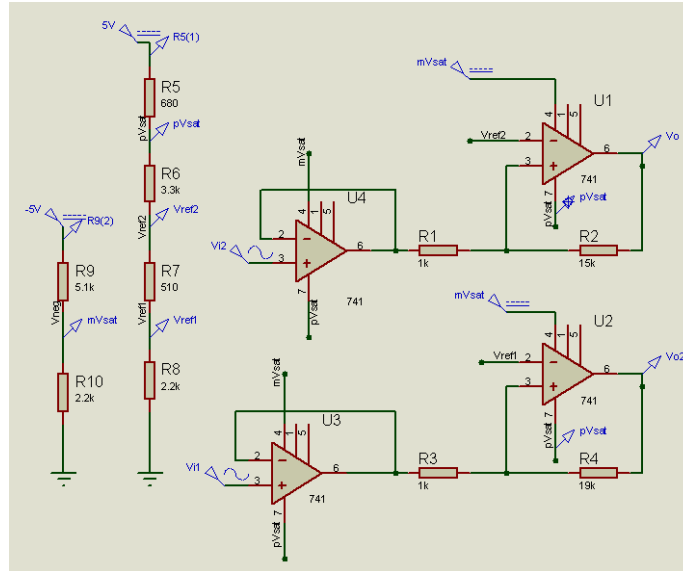 5V
R5(1)
R5
680
pVsat
pVsat
R6
3.3k
Vref2
Vref2
-5V
R9(2)
R9
5.1k
Vneg
mVsat
R7
510
Vref1
Vref1
R10
2.2k
R8
2.2k
mVsat
U1
4
1
5
Vref2
2
3
6
Vo
741
7
pVsat
pVsat
mVsat
U4
4
1
5
2
3
6
Vi2
7
741
pVsat
R1
1k
R2
15k
mVsat
U2
4
1
5
Vref1
2
3
6
Vo2
741
7
pVsat
pVsat
mVsat
U3
4
1
5
2
3
6
Vi1
7
741
pVsat
R3
1k
R4
19k